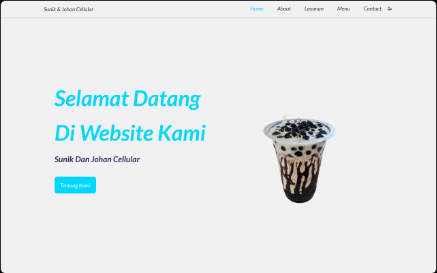 Sunik & Johan Cellular
Home About Layanan Menu Contact
Selamat Datang
Di Website Kami
Sunik Dan Johan Cellular
Tentang Kami